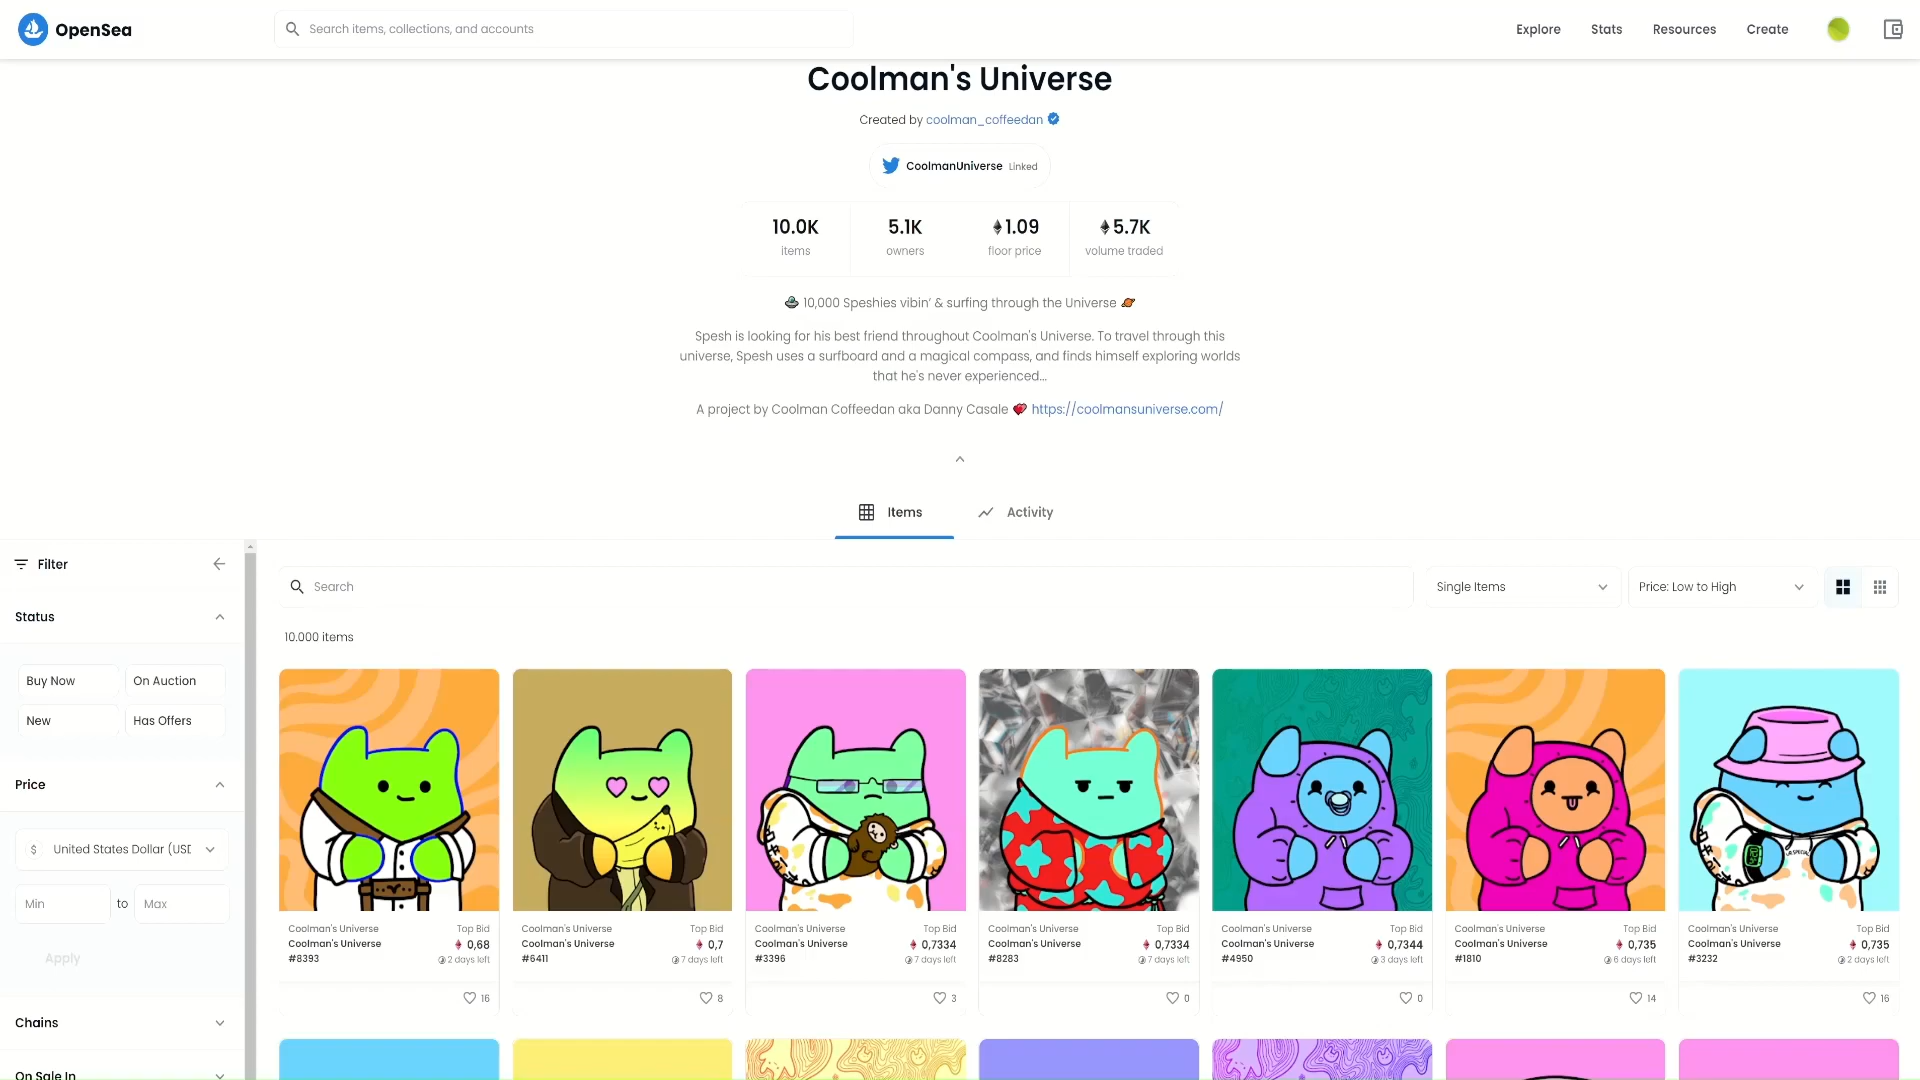 OpenSea
Search items, collections, and accounts
Explore
Stats
Resources
Create
Coolman's Universe
Created by coolman_coffeedan
CoolmanUniverse Linked
10.0K
items
5.1K
owners
1.09
floor price
5.7K
volume traded
10,000 Speshies vibin' & surfing through the Universe
Spesh is looking for his best friend throughout Coolman's Universe. To travel through this
universe, Spesh uses a surfboard and a magical compass, and finds himself exploring worlds
that he's never experienced...
A project by Coolman Coffeedan aka Danny Casale https://coolmansuniverse.com/
Items
Activity
Filter
Status
Buy Now
On Auction
New
Has Offers
Price
$ United States Dollar (USD
Min
to
Max
Apply
Chains
On Sale In
Search
Single Items
Price: Low to High
10.000 items
Coolman's Universe
Coolman's Universe
#8393
Top Bid
0,68
2 days left
16
Coolman's Universe
Coolman's Universe
#6411
Top Bid
0,7
7 days left
8
Coolman's Universe
Coolman's Universe
#3396
Top Bid
0,7334
7 days left
3
Coolman's Universe
Coolman's Universe
#8283
Top Bid
0,7334
7 days left
0
Coolman's Universe
Coolman's Universe
#4950
Top Bid
0,7344
3 days left
0
Coolman's Universe
Coolman's Universe
#1810
Top Bid
0,735
6 days left
14
Coolman's Universe
Coolman's Universe
#3232
Top Bid
0,735
2 days left
16